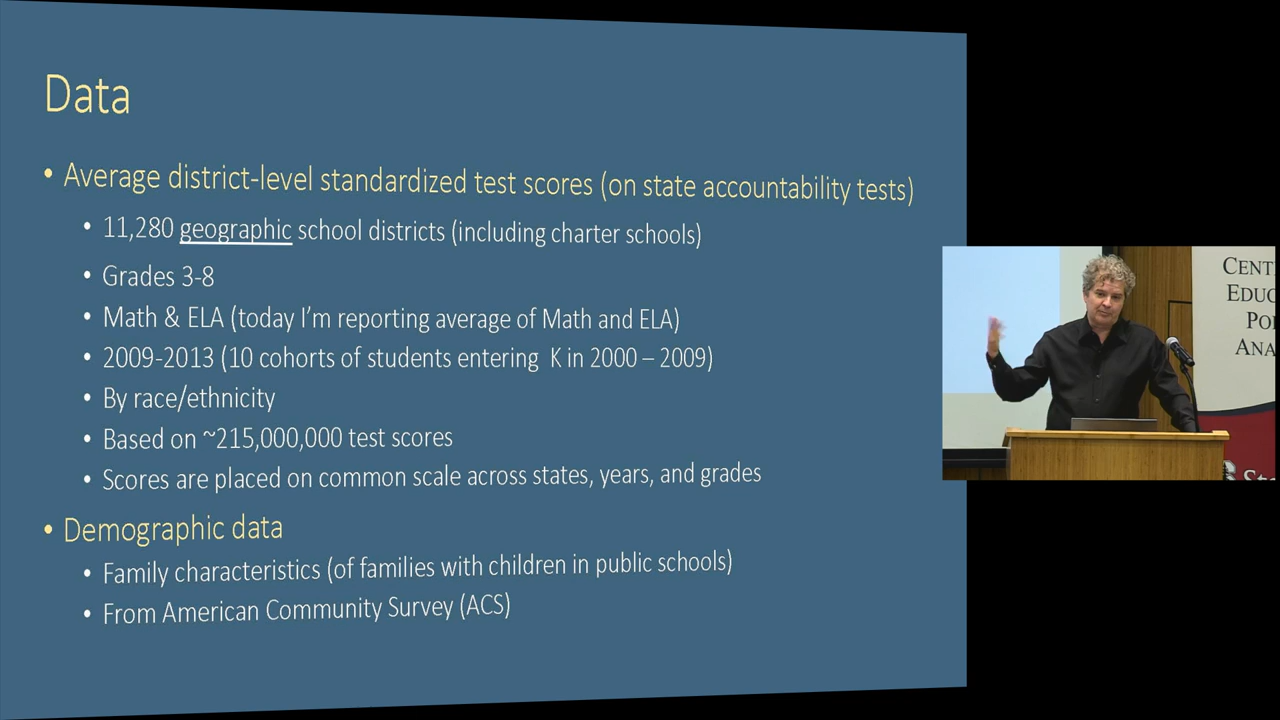 Data
• Average district-level standardized test scores (on state accountability tests)
• 11,280 geographic school districts (including charter schools)
• Grades 3-8
• Math & ELA (today I'm reporting average of Math and ELA)
• 2009-2013 (10 cohorts of students entering K in 2000 – 2009)
• By race/ethnicity
• Based on ~215,000,000 test scores
• Scores are placed on common scale across states, years, and grades
• Demographic data
• Family characteristics (of families with children in public schools)
• From American Community Survey (ACS)
CENT
EDUC
POL
ANA